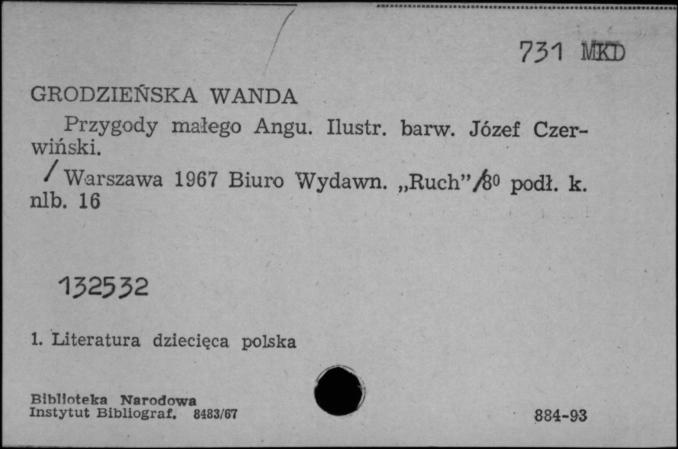 731 MKD
GRODZIEŃSKA WANDA
Przygody małego Angu. Ilustr. barw. Józef Czer-
wiński.
/ Warszawa 1967 Biuro Wydawn. „Ruch”/8⁰ podł. k.
nlb. 16
132532
1. Literatura dziecięca polska
Biblioteka Narodowa
Instytut Bibliograf. 8483/67
884-93